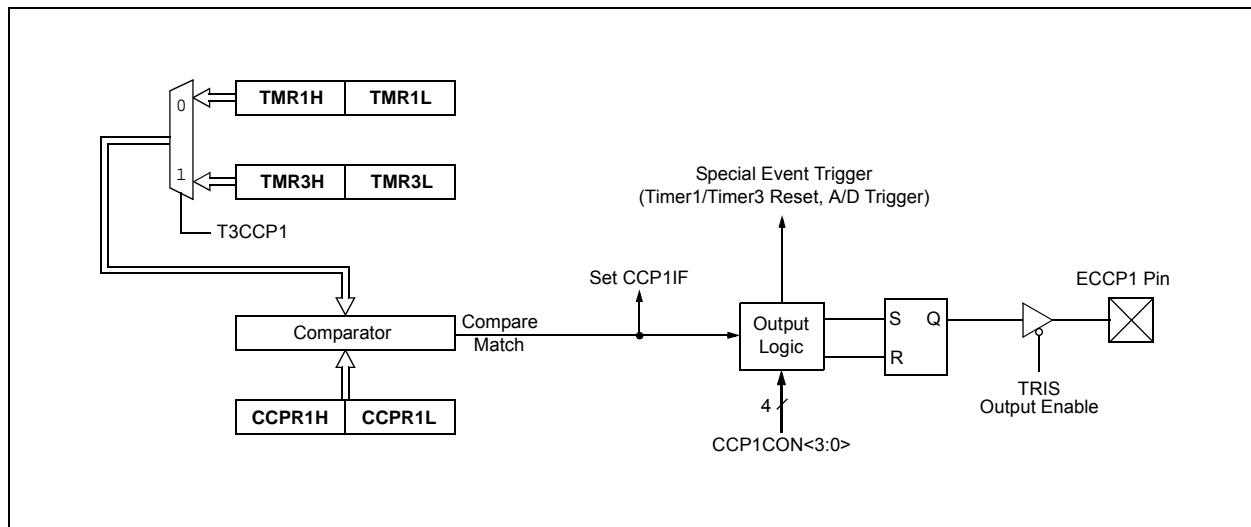 0
TMR1H TMR1L
1
TMR3H TMR3L
T3CCP1
Special Event Trigger
(Timer1/Timer3 Reset, A/D Trigger)
Set CCP1IF
ECCP1 Pin
Comparator
Compare
Match
Output
Logic
S Q
R
TRIS
Output Enable
CCPR1H CCPR1L
4
CCP1CON<3:0>